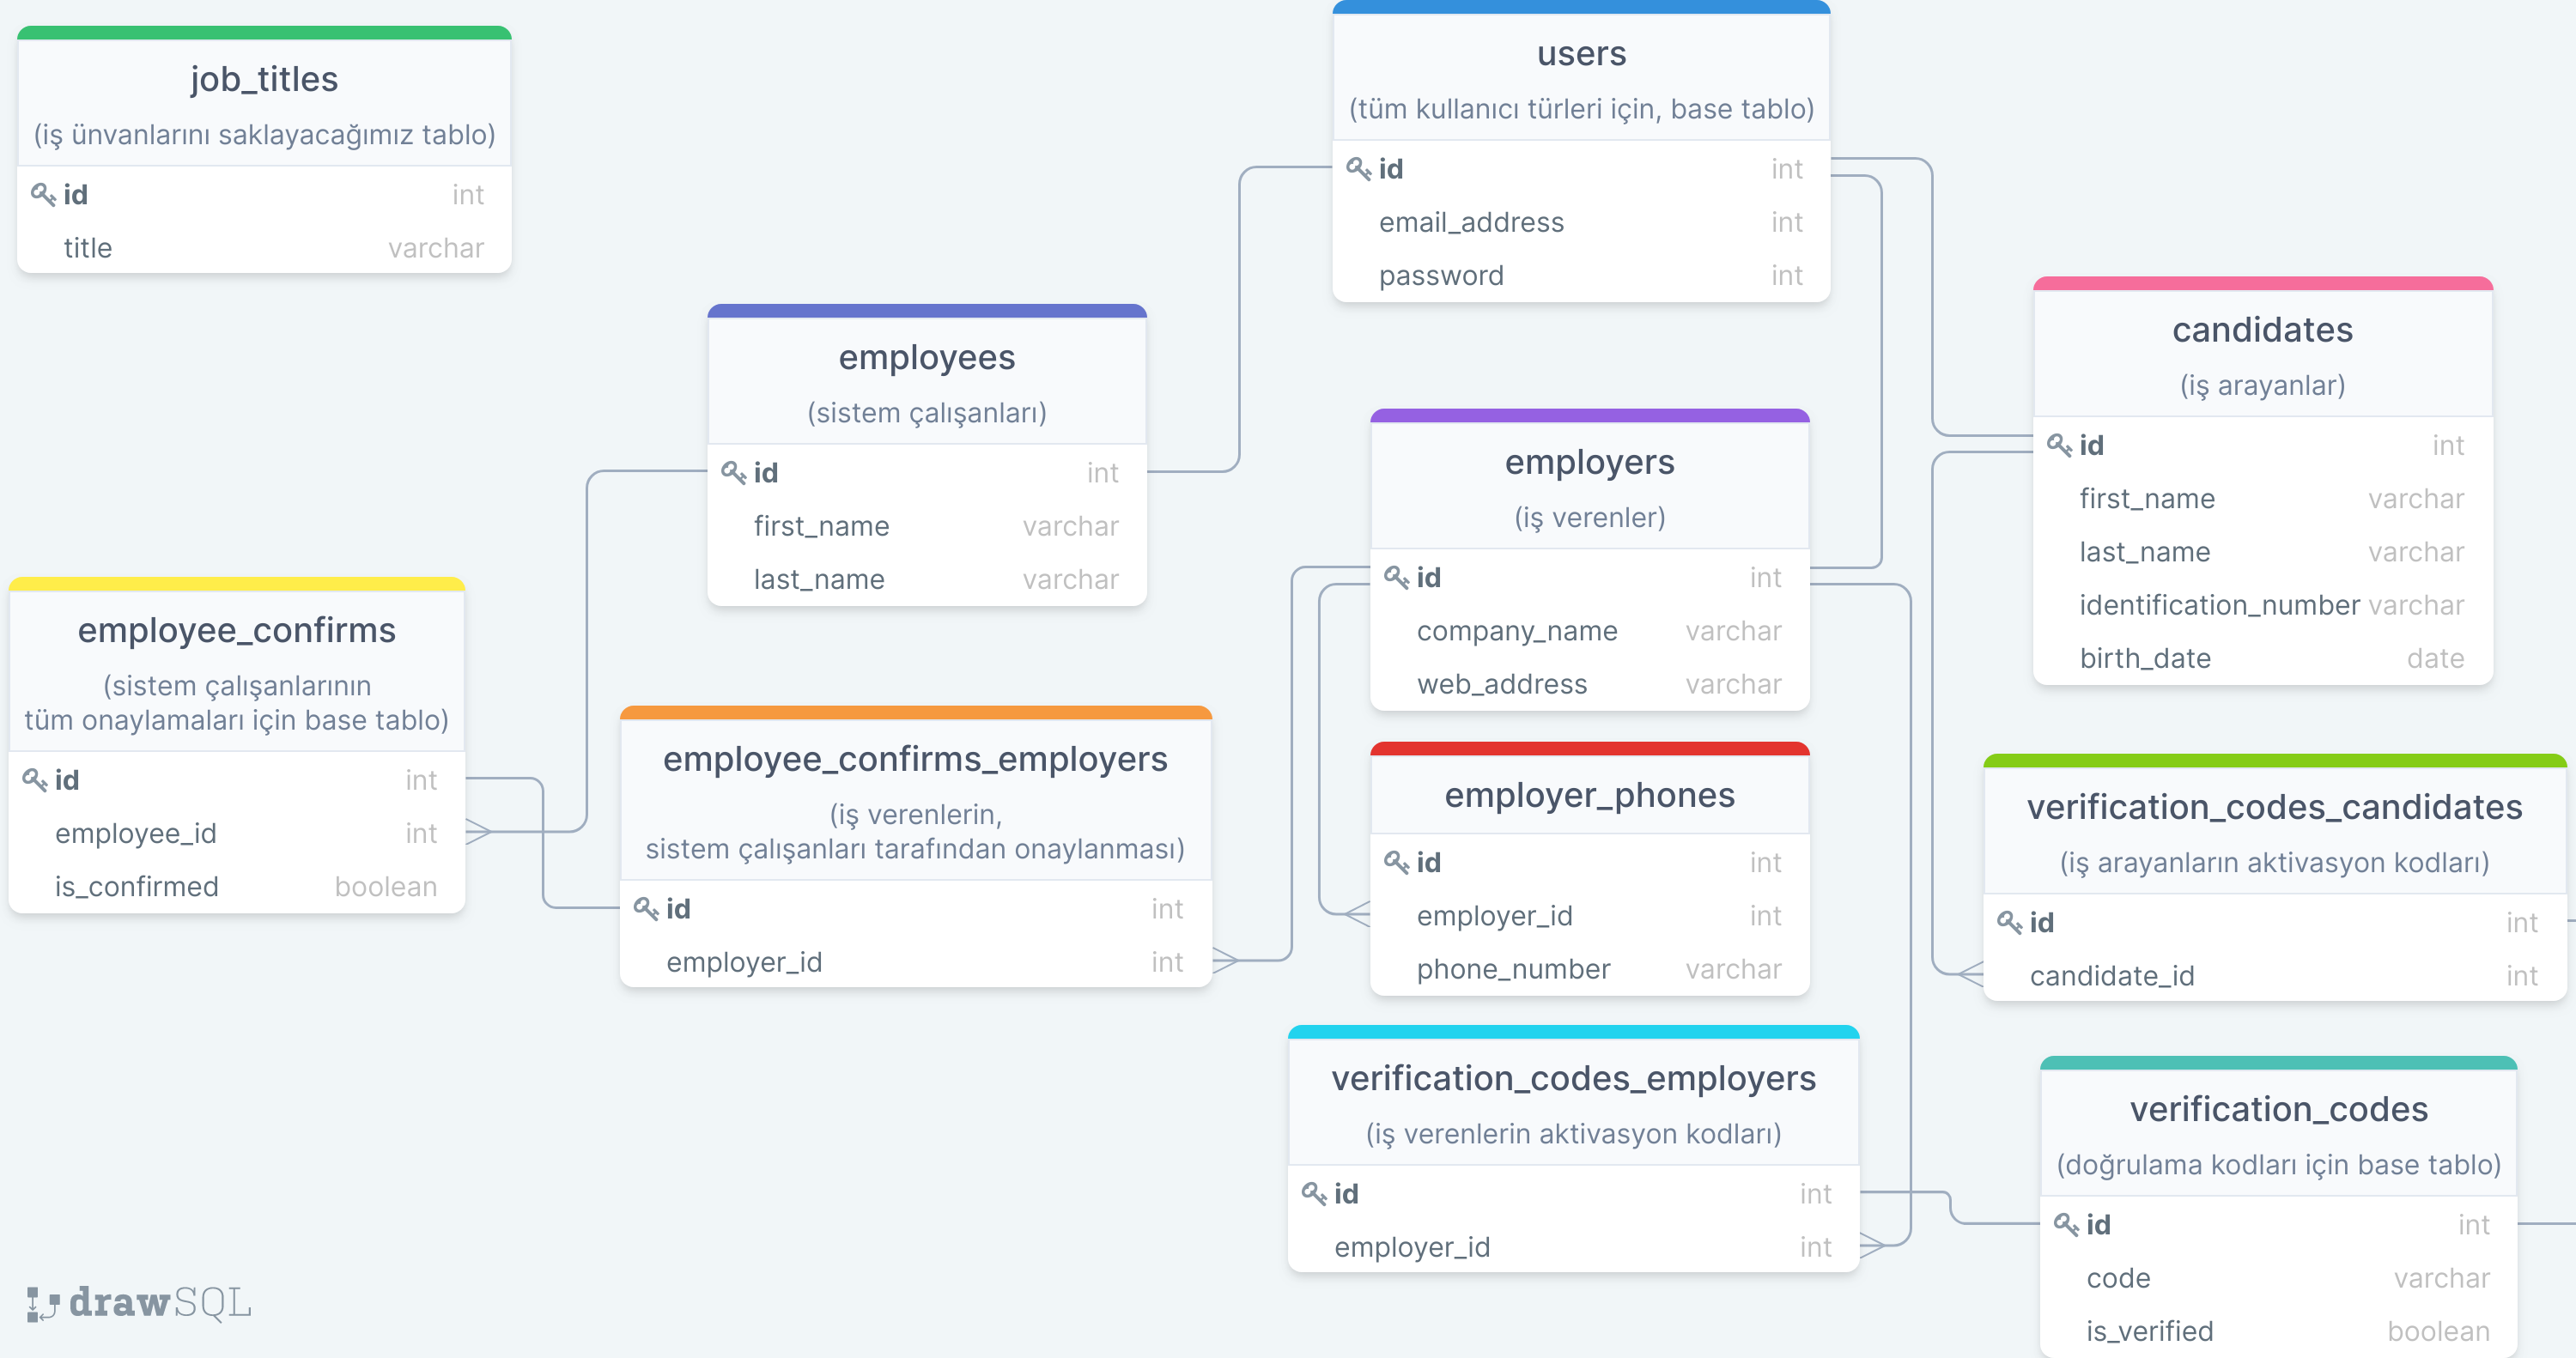 job_titles
(iş ünvanlarını saklayacağımız tablo)
id int
title varchar
users
(tüm kullanıcı türleri için, base tablo)
id int
email_address int
password int
employees
(sistem çalışanları)
id int
first_name varchar
last_name varchar
candidates
(iş arayanlar)
id int
first_name varchar
last_name varchar
identification_number varchar
birth_date date
employers
(iş verenler)
id int
company_name varchar
web_address varchar
employee_confirms
(sistem çalışanlarının
tüm onaylamaları için base tablo)
id int
employee_id int
is_confirmed boolean
employee_confirms_employers
(iş verenlerin,
sistem çalışanları tarafından onaylanması)
id int
employer_id int
employer_phones
id int
employer_id int
phone_number varchar
verification_codes_candidates
(iş arayanların aktivasyon kodları)
id int
candidate_id int
verification_codes_employers
(iş verenlerin aktivasyon kodları)
id int
employer_id int
verification_codes
(doğrulama kodları için base tablo)
id int
code varchar
is_verified boolean
drawSQL